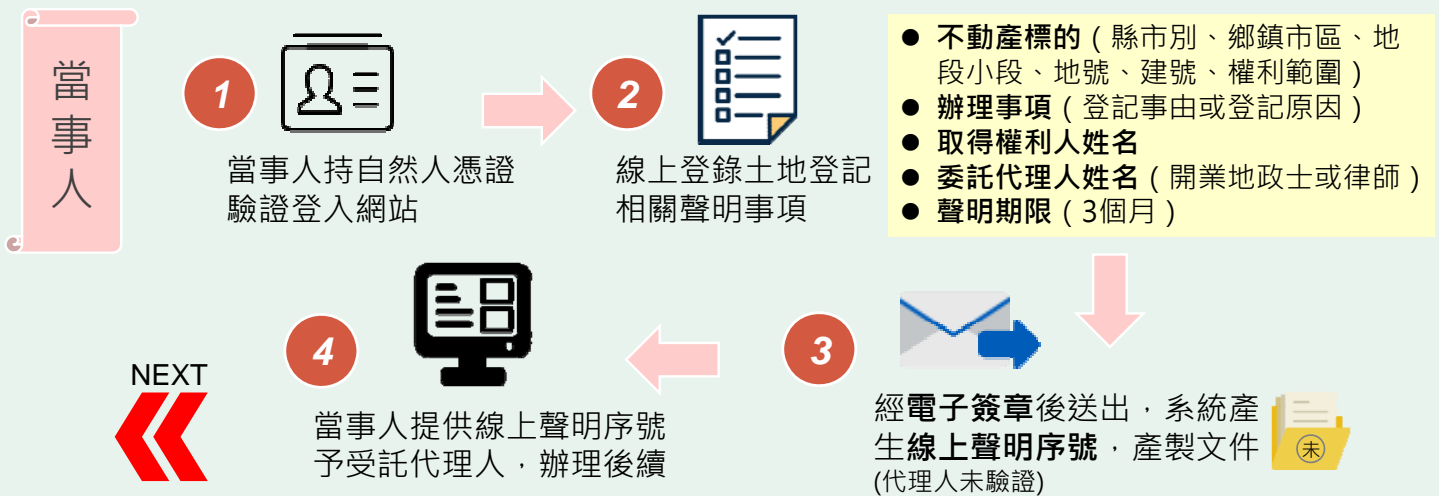 當
事
人
1
當事人持自然人憑證
驗證登入網站
2
線上登錄土地登記
相關聲明事項
● 不動產標的（縣市別、鄉鎮市區、地
段小段、地號、建號、權利範圍）
● 辦理事項（登記事由或登記原因）
● 取得權利人姓名
● 委託代理人姓名（開業地政士或律師）
● 聲明期限（3個月）
3
經電子簽章後送出，系統產
生線上聲明序號，產製文件
(代理人未驗證)
未
4
當事人提供線上聲明序號
予受託代理人，辦理後續
NEXT